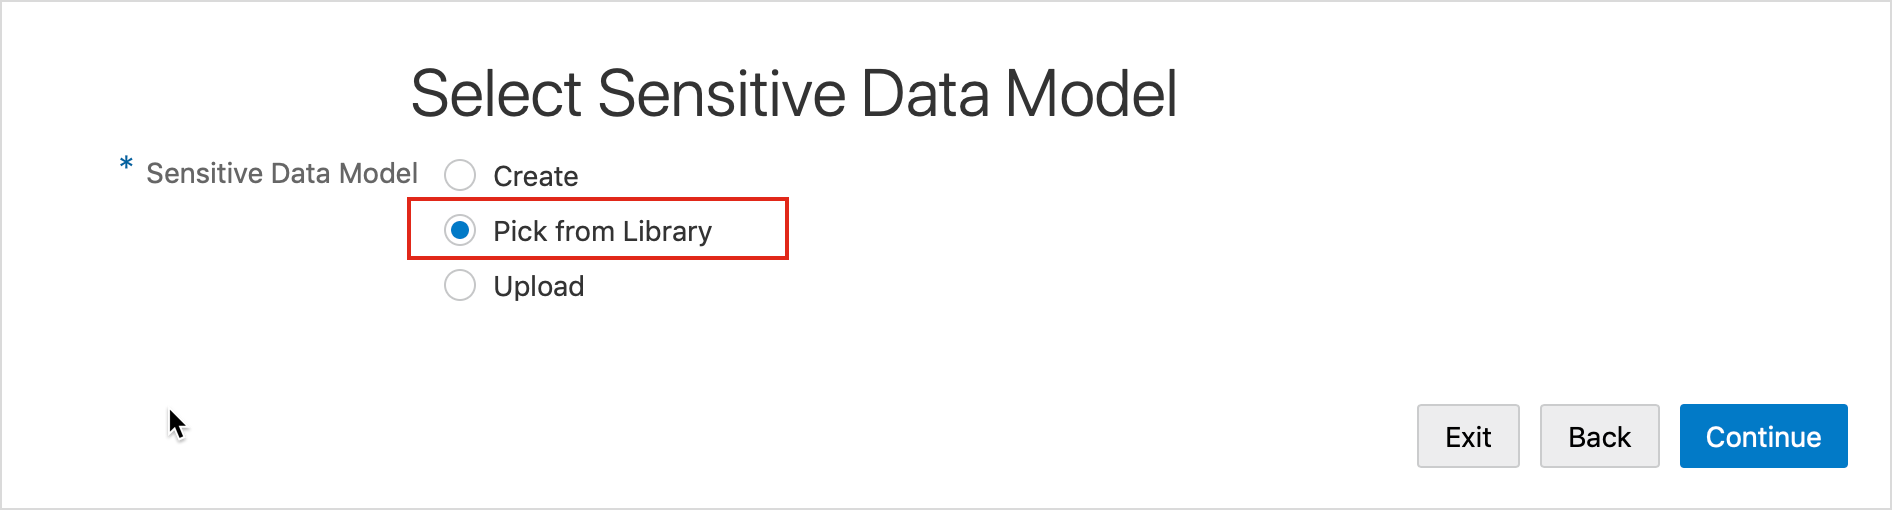 Select Sensitive Data Model
* Sensitive Data Model
Create
Pick from Library
Upload
Exit
Back
Continue